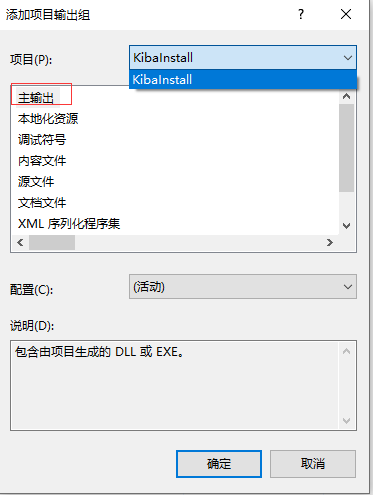 添加项目输出组
项目(P):
KibaInstall
KibaInstall
主输出
本地化资源
调试符号
内容文件
源文件
文档文件
XML 序列化程序集
配置(C):
(活动)
说明(D):
包含由项目生成的 DLL 或 EXE。
确定
取消